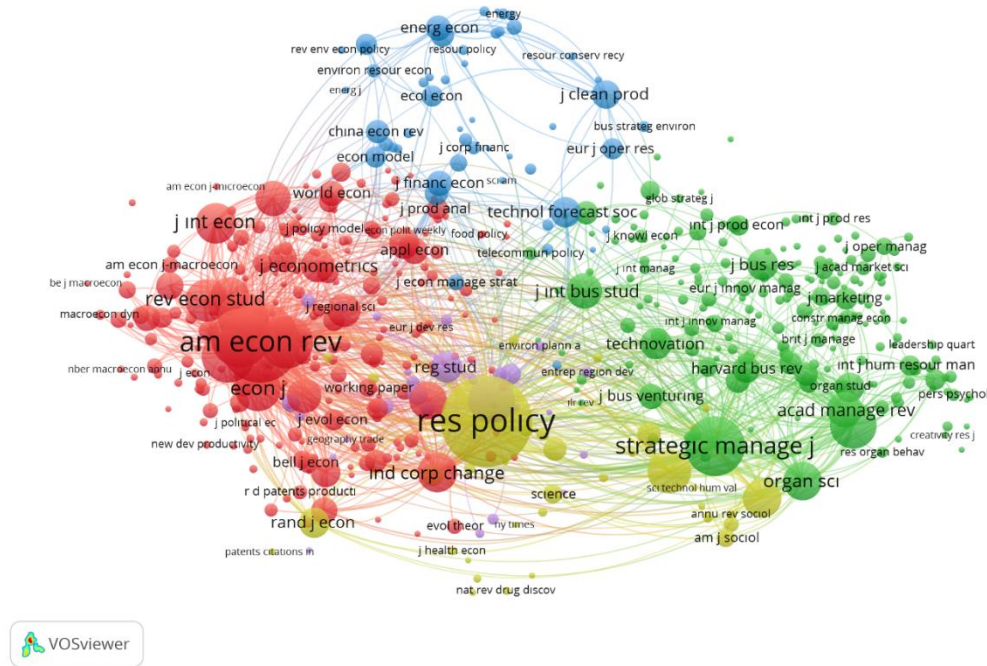 energy
energ econ
rev env econ policy
resour policy
resour conserv recy
environ resour econ
energ j
ecol econ
j clean prod
bus strateg environ
china econ rev
econ model
j corp financ
eur j oper res
am econ j-microecon
j financ econ
sci am
glob strateg j
world econ
j prod anal
technol forecast soc
int j prod res
j int econ
j policy model
econ polit weekly
food policy
j knowl econ
int j prod econ
appl econ
telecommun policy
j oper manag
am econ j-macroecon
j econometrics
j int manag
j bus res
j acad market sci
be j macroecon
j econ manage strat
j int bus stud
eur j innov manag
rev econ stud
j regional sci
j marketing
macroecon dyn
int j innov manag
constr manag econ
eur j dev res
am econ rev
environ plann a
technovation
brit j manage
leadership quart
nber macroecon annu
j econ
reg stud
entrep region dev
harvard bus rev
int j hum resour man
econ j
working paper
ilr rev
j bus venturing
organ stud
pers psychol
j political ec
j evol econ
res policy
acad manage rev
new dev productivity
geography trade
creativity res j
bell j econ
strategic manage j
res organ behav
ind corp change
r d patents producti
science
sci technol hum val
organ sci
rand j econ
evol theor
ny times
annu rev sociol
am j sociol
patents citations in
j health econ
nat rev drug discov
VOSviewer